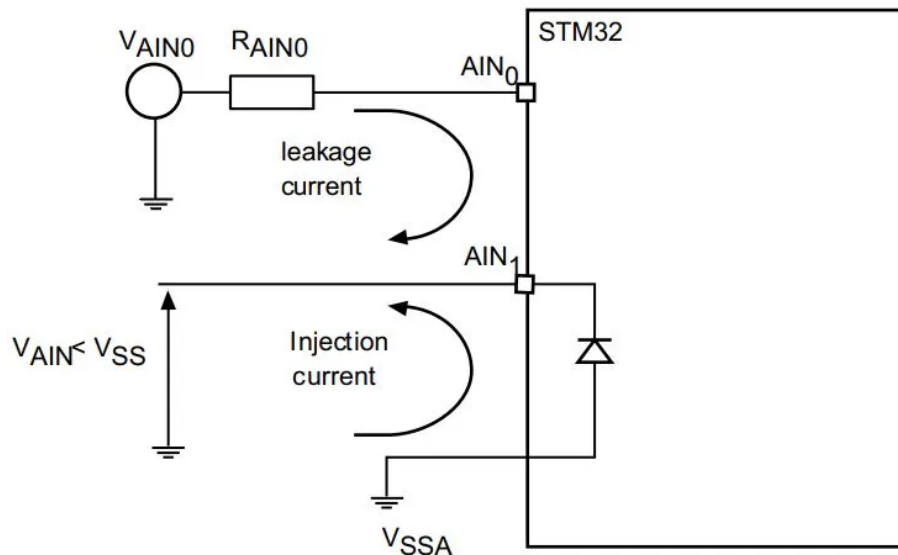 STM32
VAIN0
RAIN0
AIN0
leakage
current
AIN1
VAIN< VSS
Injection
current
VSSA